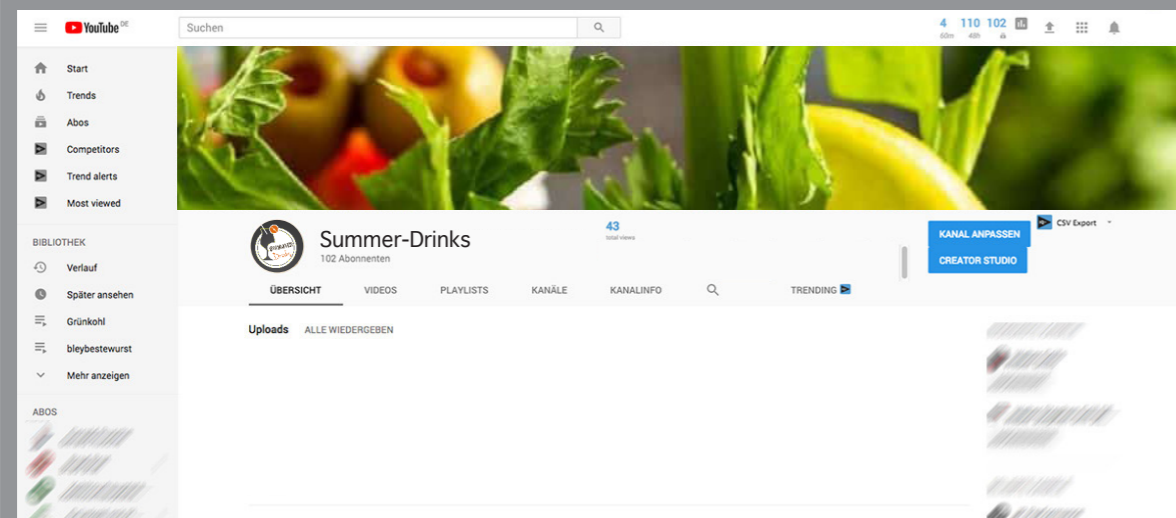 YouTube DE
Suchen
4 110 102
60m 48h
Start
Trends
Abos
Competitors
Trend alerts
Most viewed
BIBLIOTHEK
Verlauf
Später ansehen
Grünkohl
bleybestewurst
Mehr anzeigen
ABOS
Summer-Drinks
102 Abonnenten
43
total views
KANAL ANPASSEN
CREATOR STUDIO
CSV Export
ÜBERSICHT VIDEOS PLAYLISTS KANÄLE KANALINFO TRENDING
Uploads ALLE WIEDERGEBEN